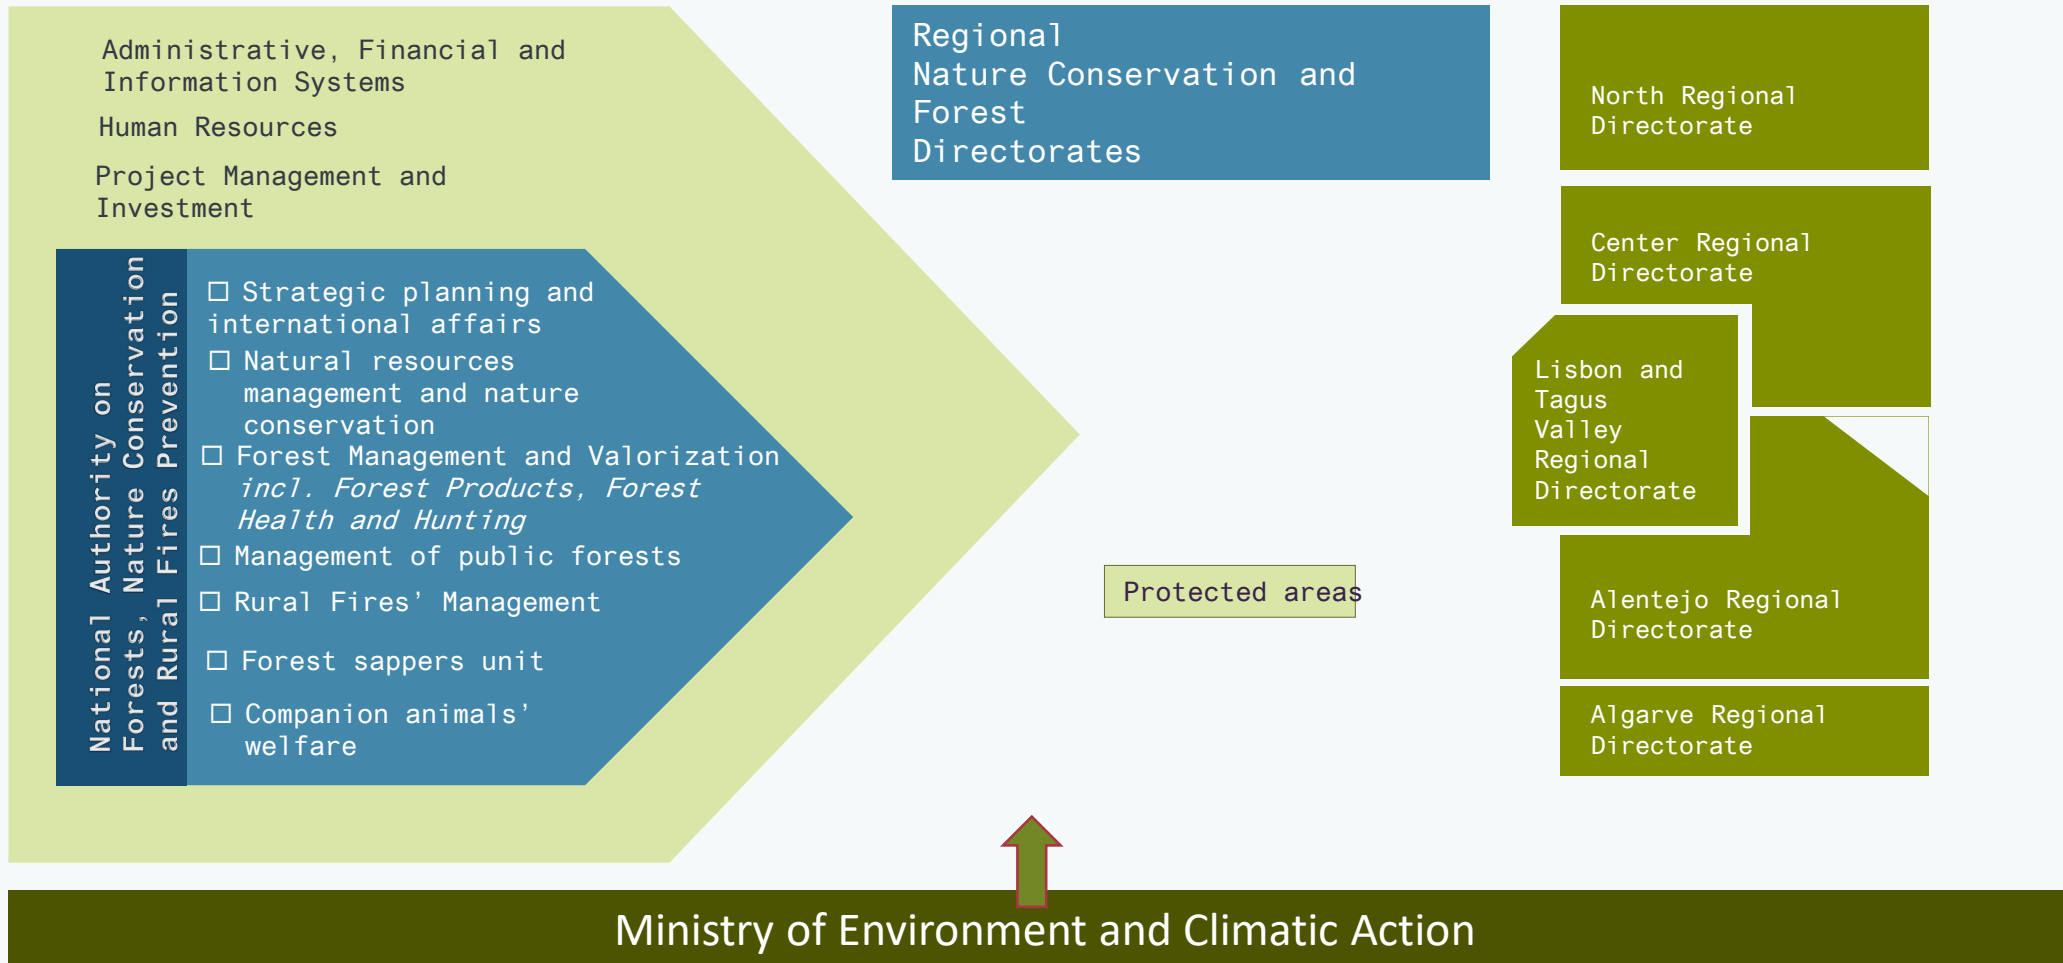 Administrative, Financial and
Information Systems
Human Resources
Project Management and
Investment
National Authority on
Forests, Nature Conservation
and Rural Fires Prevention
☐ Strategic planning and
international affairs
☐ Natural resources
management and nature
conservation
☐ Forest Management and Valorization
incl. Forest Products, Forest
Health and Hunting
☐ Management of public forests
☐ Rural Fires’ Management
☐ Forest sappers unit
☐ Companion animals’
welfare
Regional
Nature Conservation and
Forest
Directorates
Protected areas
North Regional
Directorate
Center Regional
Directorate
Lisbon and
Tagus
Valley
Regional
Directorate
Alentejo Regional
Directorate
Algarve Regional
Directorate
Ministry of Environment and Climatic Action